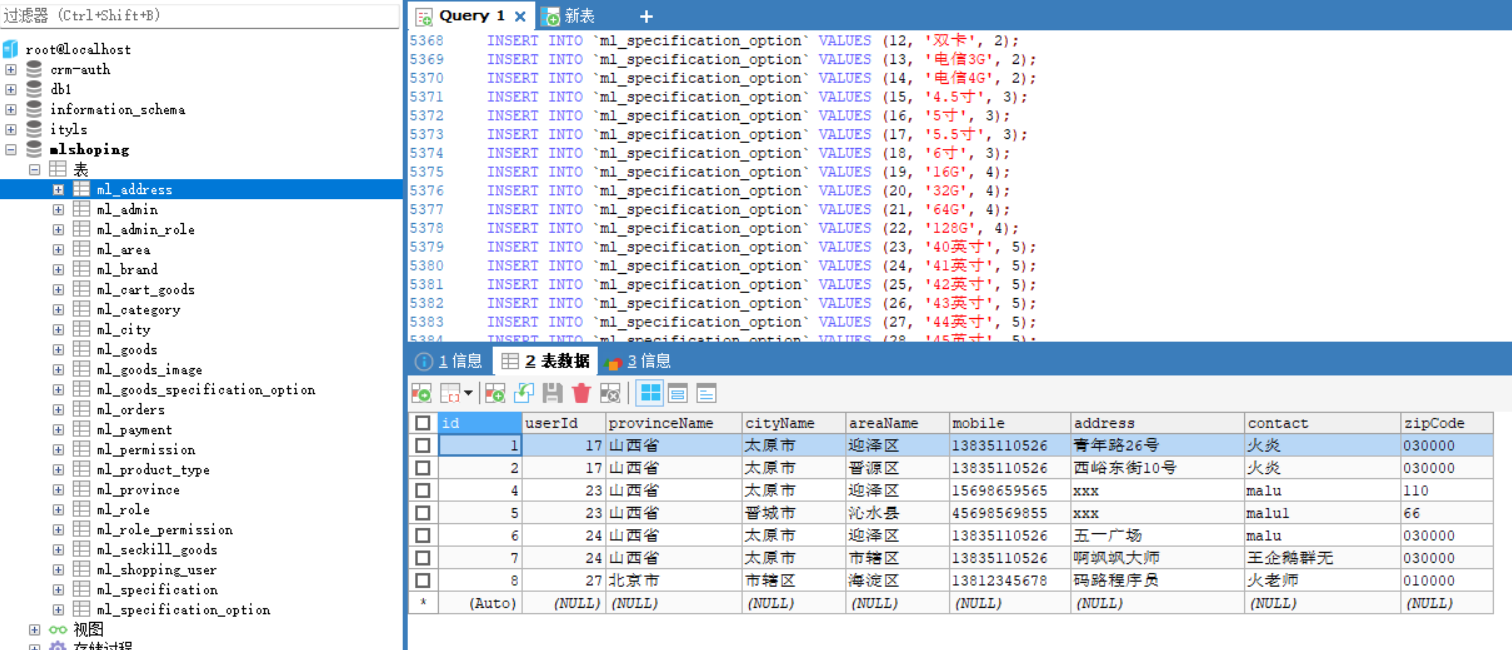 过滤器 (Ctrl+Shift+B)
root@localhost
crm-auth
db1
information_schema
ityls
mlshoping
表
ml_address
ml_admin
ml_admin_role
ml_area
ml_brand
ml_cart_goods
ml_category
ml_city
ml_goods
ml_goods_image
ml_goods_specification_option
ml_orders
ml_payment
ml_permission
ml_product_type
ml_province
ml_role
ml_role_permission
ml_seckill_goods
ml_shopping_user
ml_specification
ml_specification_option
视图
存储过程
Query 1 新表
5368 INSERT INTO `ml_specification_option` VALUES (12, '双卡', 2);
5369 INSERT INTO `ml_specification_option` VALUES (13, '电信3G', 2);
5370 INSERT INTO `ml_specification_option` VALUES (14, '电信4G', 2);
5371 INSERT INTO `ml_specification_option` VALUES (15, '4.5寸', 3);
5372 INSERT INTO `ml_specification_option` VALUES (16, '5寸', 3);
5373 INSERT INTO `ml_specification_option` VALUES (17, '5.5寸', 3);
5374 INSERT INTO `ml_specification_option` VALUES (18, '6寸', 3);
5375 INSERT INTO `ml_specification_option` VALUES (19, '16G', 4);
5376 INSERT INTO `ml_specification_option` VALUES (20, '32G', 4);
5377 INSERT INTO `ml_specification_option` VALUES (21, '64G', 4);
5378 INSERT INTO `ml_specification_option` VALUES (22, '128G', 4);
5379 INSERT INTO `ml_specification_option` VALUES (23, '40英寸', 5);
5380 INSERT INTO `ml_specification_option` VALUES (24, '41英寸', 5);
5381 INSERT INTO `ml_specification_option` VALUES (25, '42英寸', 5);
5382 INSERT INTO `ml_specification_option` VALUES (26, '43英寸', 5);
5383 INSERT INTO `ml_specification_option` VALUES (27, '44英寸', 5);
5384 INSERT INTO `ml_specification_option` VALUES (28, '45英寸', 5);
1 信息 2 表数据 3 信息
id userId provinceName cityName areaName mobile address contact zipCode
1 17 山西省 太原市 迎泽区 13835110526 青年路26号 火炎 030000
2 17 山西省 太原市 晋源区 13835110526 西峪东街10号 火炎 030000
4 23 山西省 太原市 迎泽区 15698659565 xxx malu 110
5 23 山西省 晋城市 沁水县 45698569855 xxx malu1 66
6 24 山西省 太原市 迎泽区 13835110526 五一广场 malu 030000
7 24 山西省 太原市 市辖区 13835110526 啊飒飒大师 王企鹅群无 030000
8 27 北京市 市辖区 海淀区 13812345678 码路程序员 火老师 010000
* (Auto) (NULL) (NULL) (NULL) (NULL) (NULL) (NULL) (NULL) (NULL)